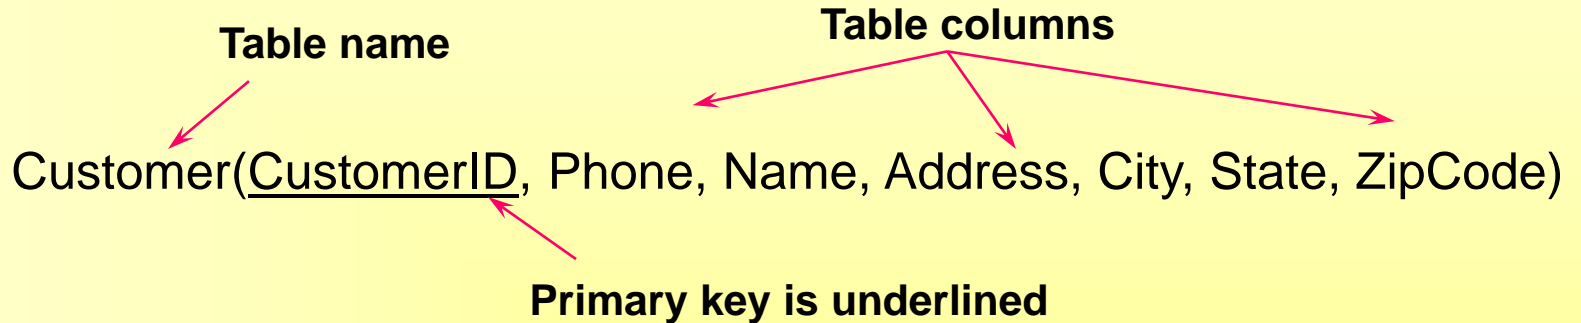 Table name
Table columns
Customer(CustomerID, Phone, Name, Address, City, State, ZipCode)
Primary key is underlined